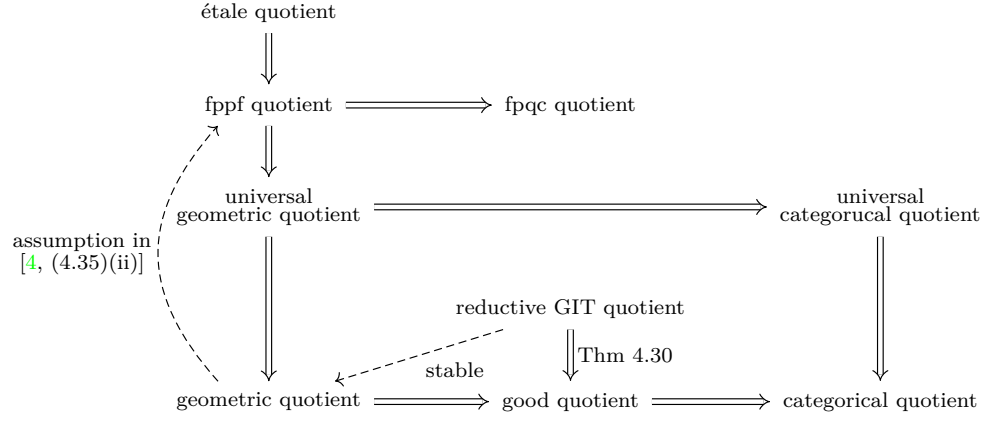 étale quotient
fppf quotient
fpqc quotient
universal
geometric quotient
universal
categorucal quotient
assumption in
[4, (4.35)(ii)]
reductive GIT quotient
Thm 4.30
stable
geometric quotient
good quotient
categorical quotient